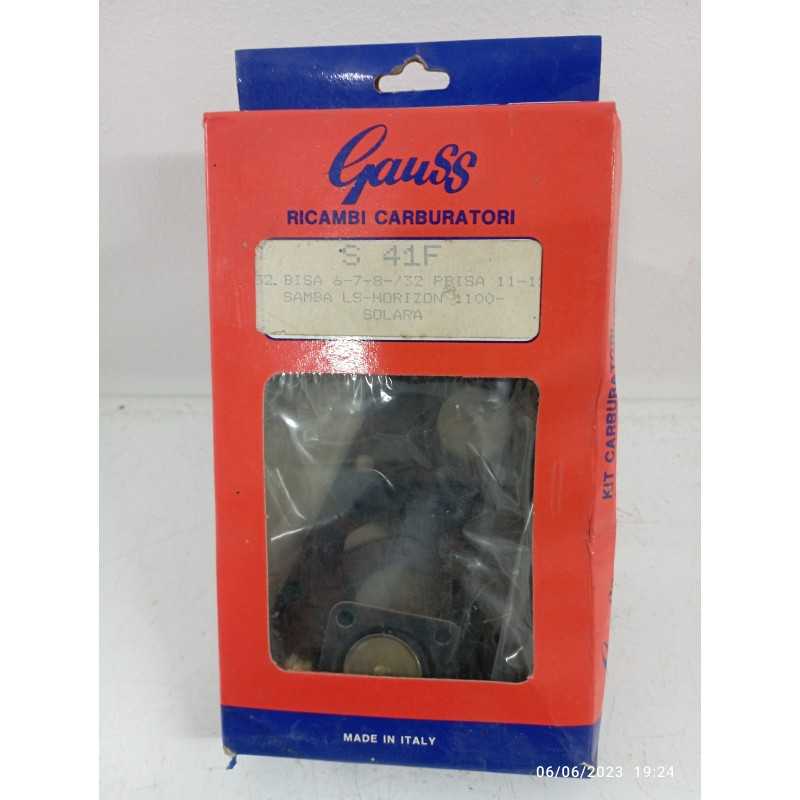 Gauss
RICAMBI CARBURATORI
S 41F
32 BISA 6-7-8-/32 PBISA 11-1
SAMBA LS-HORIZON 1100-
SOLARA
KIT CARBURATORI
MADE IN ITALY
06/06/2023 19:24